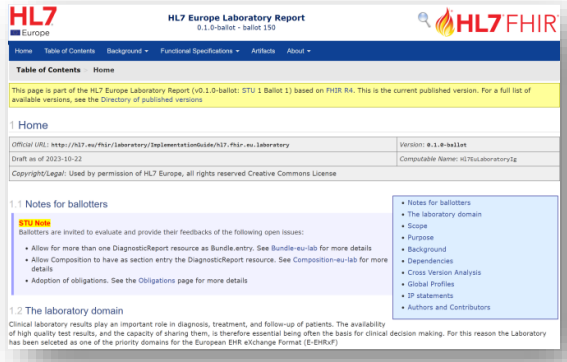 HL7
Europe
HL7 Europe Laboratory Report
0.1.0-ballot - ballot 150
HL7 FHIR
Home Table of Contents Background Functional Specifications Artifacts About
Table of Contents Home
This page is part of the HL7 Europe Laboratory Report (v0.1.0-ballot: STU 1 Ballot 1) based on FHIR R4. This is the
current published version. For a full list of
available versions, see the Directory of published versions
1 Home
Official URL: http://hl7.eu/fhir/laboratory/ImplementationGuide/hl7.fhir.eu.laboratory Version: 0.1.0-ballot
Draft as of 2023-10-22 Computable Name: Hl7EuLaboratoryIg
Copyright/Legal: Used by permission of HL7 Europe, all rights reserved Creative Commons License
1.1 Notes for ballotters
STU Note
Ballotters are invited to evaluate and provide their feedbacks of the following open issues:
• Allow for more than one DiagnosticReport resource as Bundle.entry. See Bundle-eu-lab for more details
• Allow Composition to have as section entry the DiagnosticReport resource. See Composition-eu-lab for more
details
• Adoption of obligations. See the Obligations page for more details
• Notes for ballotters
• The laboratory domain
• Scope
• Purpose
• Background
• Dependencies
• Cross Version Analysis
• Global Profiles
• IP statements
• Authors and Contributors
1.2 The laboratory domain
Clinical laboratory results play an important role in diagnosis, treatment, and follow-up of patients. The availability
of high quality test results, and the capacity of sharing them, is therefore essential being often the basis for clinical decision making. For this reason the Laboratory
has been selceted as one of the priority domains for the European EHR eXchange Format (E-EHRxF)